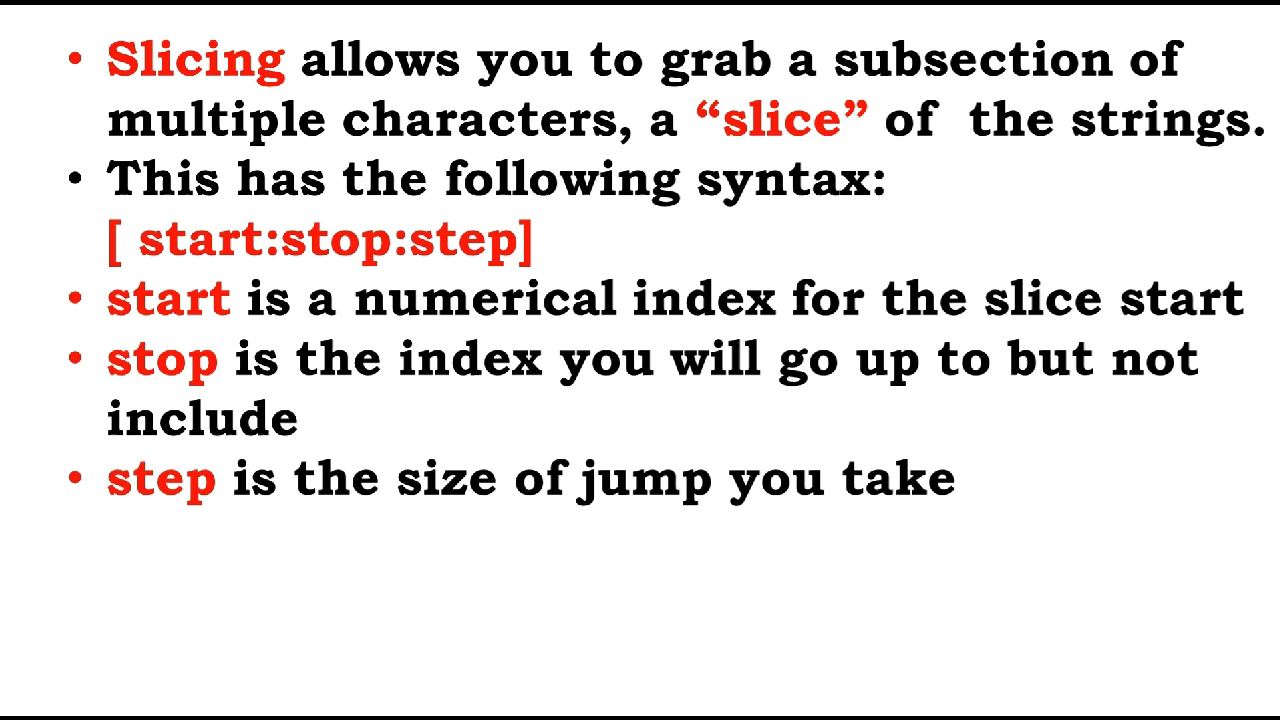 • Slicing allows you to grab a subsection of
multiple characters, a “slice” of  the strings.
• This has the following syntax:
[ start:stop:step]
• start is a numerical index for the slice start
• stop is the index you will go up to but not
include
• step is the size of jump you take